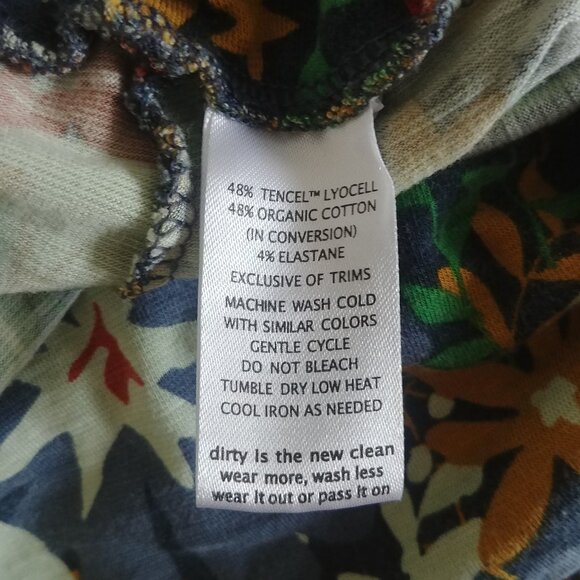 48% TENCEL™ LYOCELL
48% ORGANIC COTTON
(IN CONVERSION)
4% ELASTANE
EXCLUSIVE OF TRIMS
MACHINE WASH COLD
WITH SIMILAR COLORS
GENTLE CYCLE
DO NOT BLEACH
TUMBLE DRY LOW HEAT
COOL IRON AS NEEDED
dirty is the new clean
wear more, wash less
wear it out or pass it on